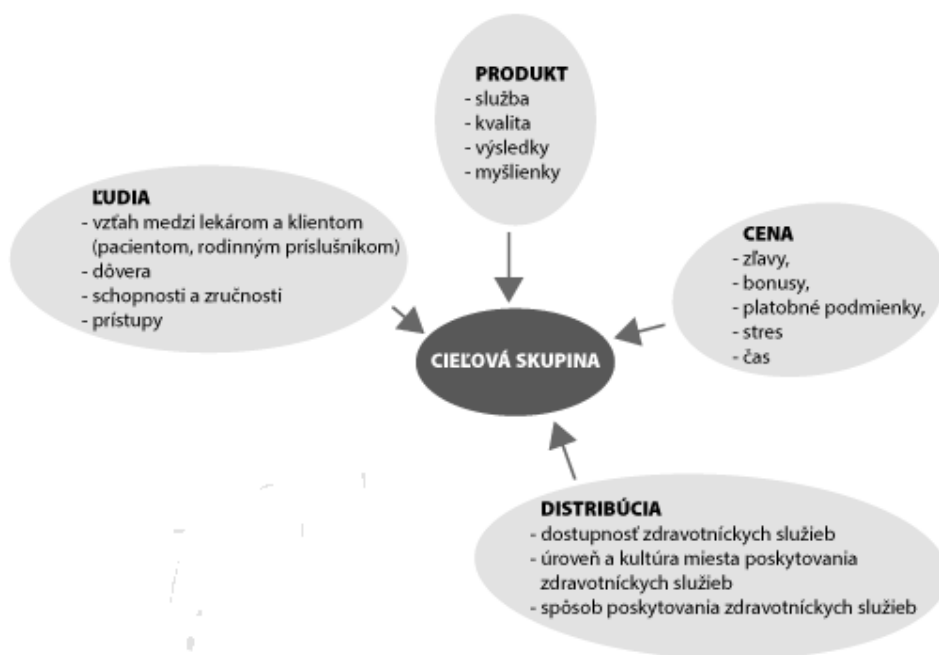 PRODUKT
- služba
- kvalita
- výsledky
- myšlienky
ĽUDIA
- vzťah medzi lekárom a klientom
(pacientom, rodinným príslušníkom)
- dôvera
- schopnosti a zručnosti
- prístupy
CENA
- zľavy,
- bonusy,
- platobné podmienky,
- stres
- čas
CIEĽOVÁ SKUPINA
DISTRIBÚCIA
- dostupnosť zdravotníckych služieb
- úroveň a kultúra miesta poskytovania
zdravotníckych služieb
- spôsob poskytovania zdravotníckych služieb